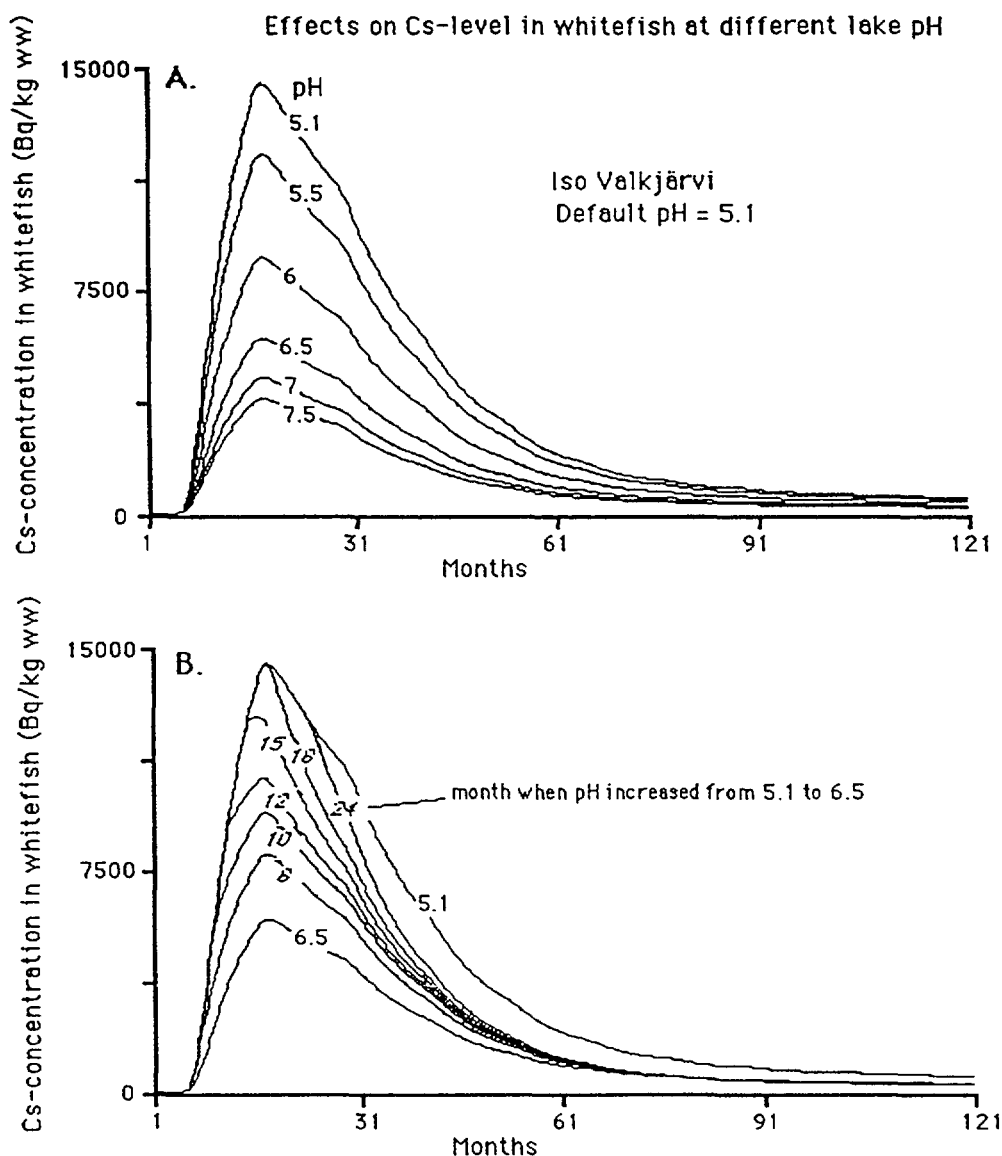 Effects on Cs-level in whitefish at different lake pH
Cs-concentration in whitefish (Bq/kg ww)
15000
7500
0
A.
pH
5.1
5.5
6
6.5
7
7.5
Iso Valkjärvi
Default pH = 5.1
1
31
61
91
121
Months
Cs-concentration in whitefish (Bq/kg ww)
15000
7500
0
B.
15
18
12
24
10
8
6.5
5.1
month when pH increased from 5.1 to 6.5
1
31
61
91
121
Months